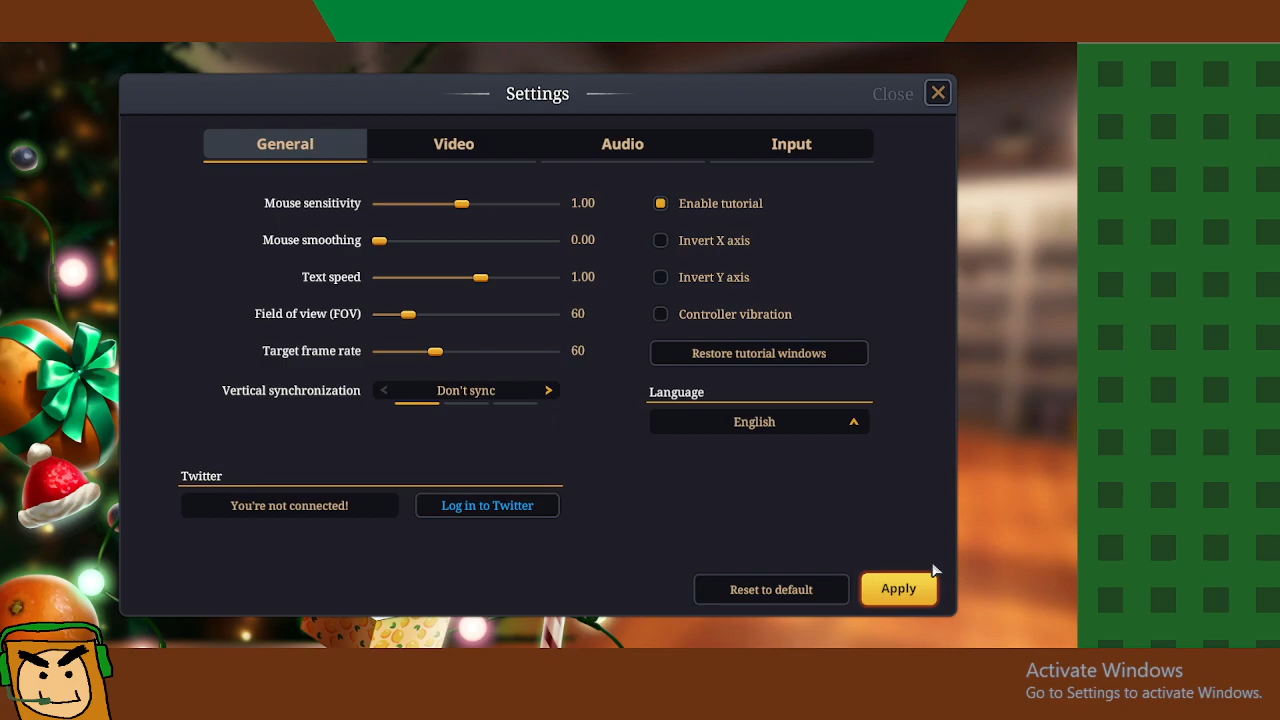 Settings
Close
General
Video
Audio
Input
Mouse sensitivity
1.00
Mouse smoothing
0.00
Text speed
1.00
Field of view (FOV)
60
Target frame rate
60
Vertical synchronization
Don't sync
Enable tutorial
Invert X axis
Invert Y axis
Controller vibration
Restore tutorial windows
Language
English
Twitter
You're not connected!
Log in to Twitter
Reset to default
Apply
Activate Windows
Go to Settings to activate Windows.